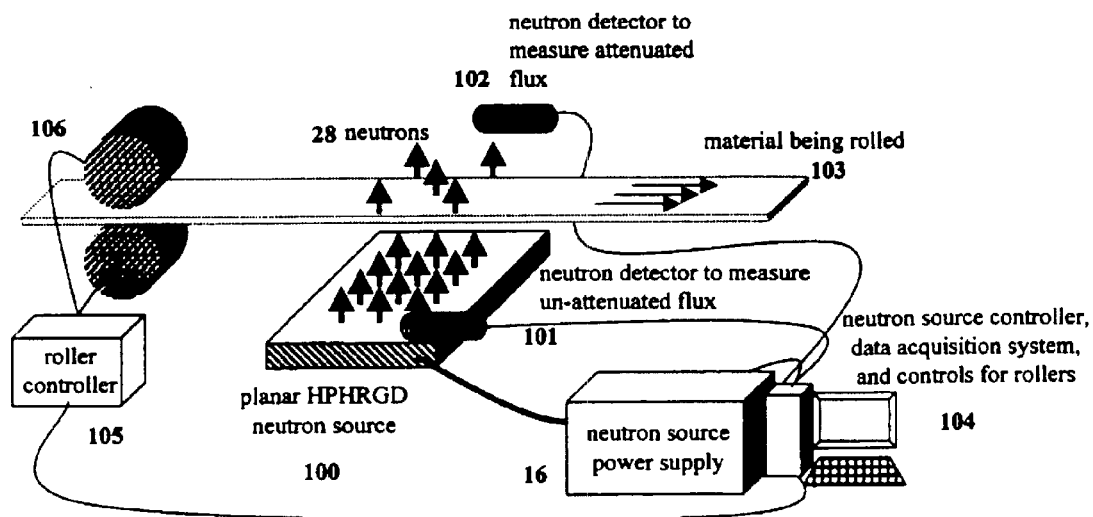 neutron detector to
measure attenuated
102 flux
106
28 neutrons
material being rolled
103
neutron detector to measure
un-attenuated flux
101
neutron source controller,
data acquisition system,
and controls for rollers
104
roller
controller
105
planar HPHRGD
neutron source
100
neutron source
power supply
16